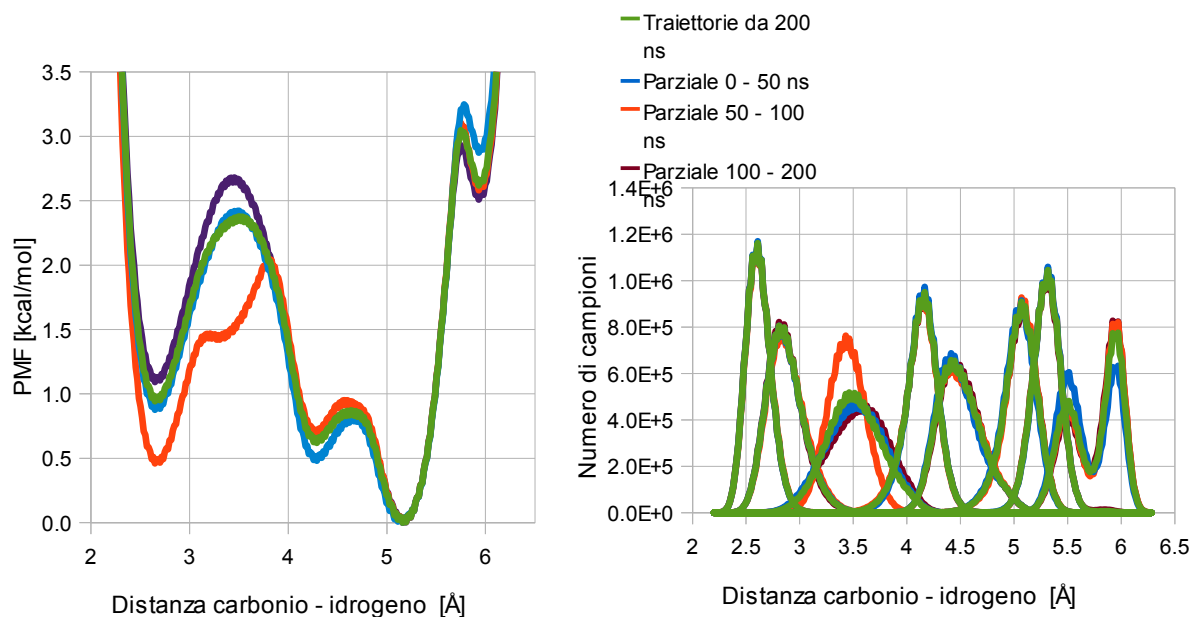 Traiettorie da 200
ns
Parziale 0 - 50 ns
Parziale 50 - 100
ns
Parziale 100 - 200
ns
PMF [kcal/mol]
3.5
3.0
2.5
2.0
1.5
1.0
0.5
0.0
2 3 4 5 6
Distanza carbonio - idrogeno [Å]
Numero di campioni
1.4E+6
1.2E+6
1.0E+6
8.0E+5
6.0E+5
4.0E+5
2.0E+5
0.0E+0
2 2.5 3 3.5 4 4.5 5 5.5 6 6.5
Distanza carbonio - idrogeno [Å]